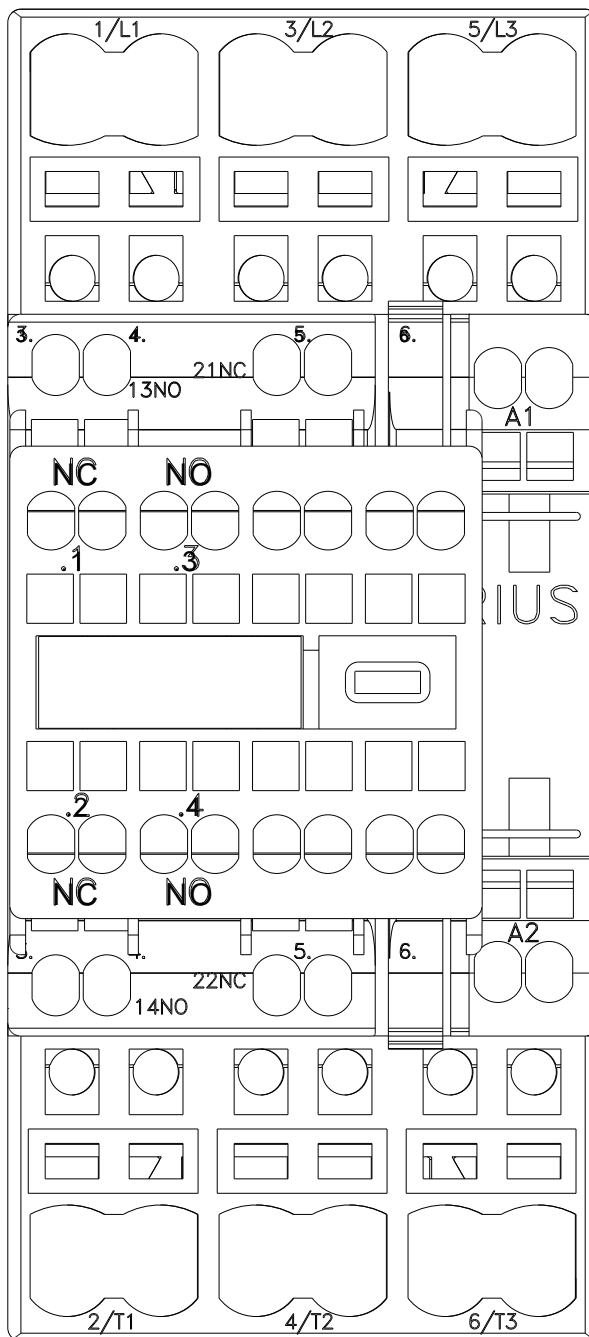 1/L1 3/L2 5/L3
3. 4. 5. 6.
21NC
13NO
A1
NC NO
.1 .3
RIUS
.2 .4
NC NO
A2
3. 4. 5. 6.
22NC
14NO
2/T1 4/T2 6/T3